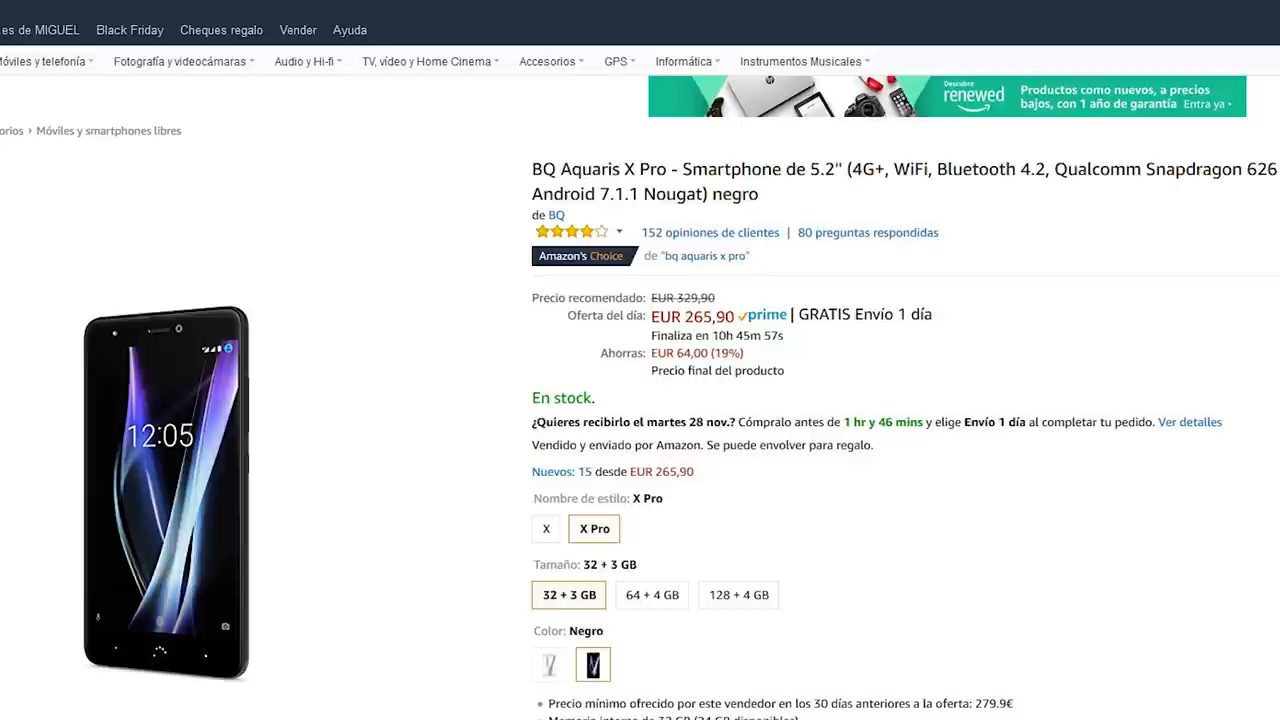 es de MIGUEL Black Friday Cheques regalo Vender Ayuda
Móviles y telefonía Fotografía y videocámaras Audio y Hi-fi TV, vídeo y Home Cinema Accesorios GPS Informática Instrumentos Musicales
Descubre
renewed
Productos como nuevos, a precios
bajos, con 1 año de garantía Entra ya ›
orios › Móviles y smartphones libres
BQ Aquaris X Pro - Smartphone de 5.2" (4G+, WiFi, Bluetooth 4.2, Qualcomm Snapdragon 626
Android 7.1.1 Nougat) negro
de BQ
152 opiniones de clientes | 80 preguntas respondidas
Amazon's Choice de "bq aquaris x pro"
Precio recomendado: EUR 329,90
Oferta del día: EUR 265,90 prime | GRATIS Envío 1 día
Finaliza en 10h 45m 57s
Ahorras: EUR 64,00 (19%)
Precio final del producto
En stock.
¿Quieres recibirlo el martes 28 nov.? Cómpralo antes de 1 hr y 46 mins y elige Envío 1 día al completar tu pedido. Ver detalles
Vendido y enviado por Amazon. Se puede envolver para regalo.
Nuevos: 15 desde EUR 265,90
Nombre de estilo: X Pro
X X Pro
Tamaño: 32 + 3 GB
32 + 3 GB 64 + 4 GB 128 + 4 GB
Color: Negro
• Precio mínimo ofrecido por este vendedor en los 30 días anteriores a la oferta: 279.9€
• Memoria interna de 32 GB (24 GB disponibles)
12:05